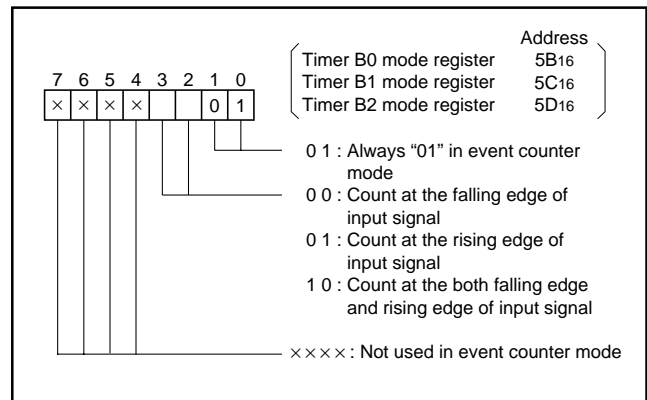 Address
Timer B0 mode register 5B16
Timer B1 mode register 5C16
Timer B2 mode register 5D16
7 6 5 4 3 2 1 0
× × × × 0 1
0 1 : Always “01” in event counter
mode
0 0 : Count at the falling edge of
input signal
0 1 : Count at the rising edge of
input signal
1 0 : Count at the both falling edge
and rising edge of input signal
×××× : Not used in event counter mode